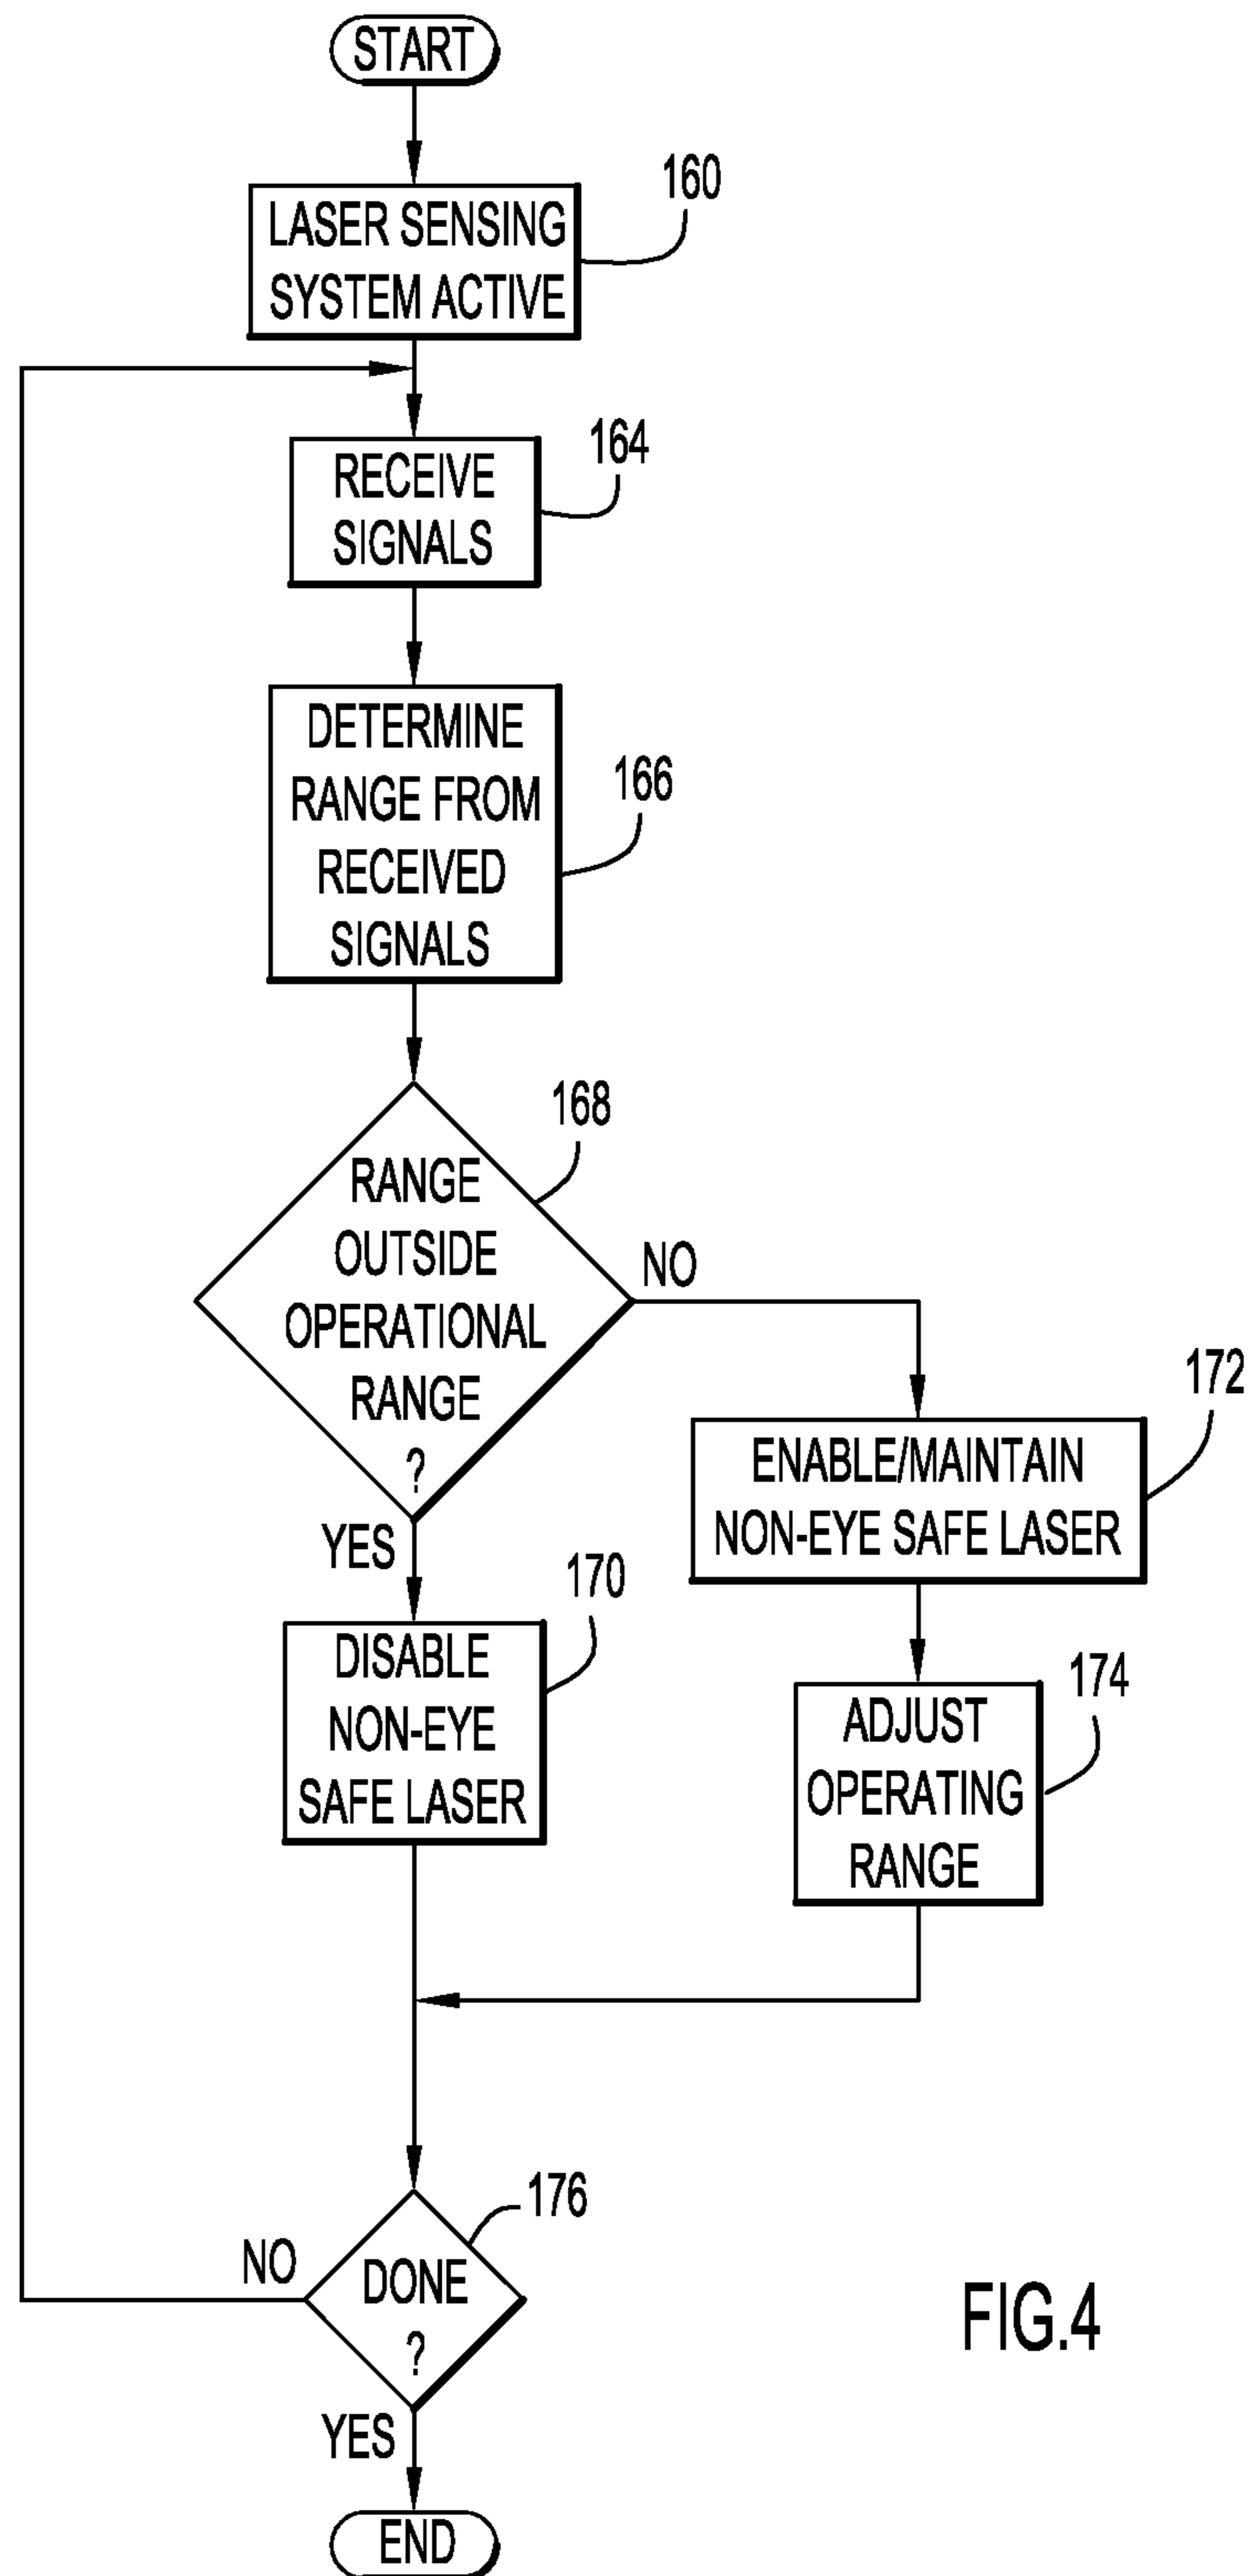 START
LASER SENSING
SYSTEM ACTIVE
160
RECEIVE
SIGNALS
164
DETERMINE
RANGE FROM
RECEIVED
SIGNALS
166
RANGE
OUTSIDE
OPERATIONAL
RANGE
?
168
NO
YES
ENABLE/MAINTAIN
NON-EYE SAFE LASER
172
DISABLE
NON-EYE
SAFE LASER
170
ADJUST
OPERATING
RANGE
174
DONE
?
176
NO
YES
END
FIG.4